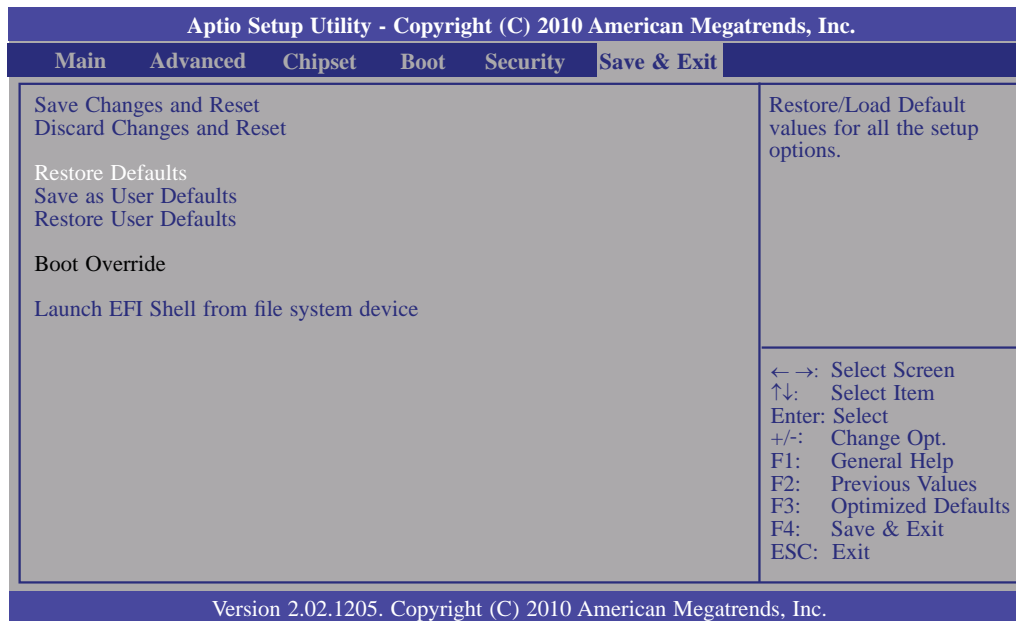 Aptio Setup Utility - Copyright (C) 2010 American Megatrends, Inc.
Main Advanced Chipset Boot Security Save & Exit
Save Changes and Reset
Discard Changes and Reset
Restore Defaults
Save as User Defaults
Restore User Defaults
Boot Override
Launch EFI Shell from file system device
Restore/Load Default
values for all the setup
options.
← →: Select Screen
↑↓: Select Item
Enter: Select
+/-: Change Opt.
F1: General Help
F2: Previous Values
F3: Optimized Defaults
F4: Save & Exit
ESC: Exit
Version 2.02.1205. Copyright (C) 2010 American Megatrends, Inc.